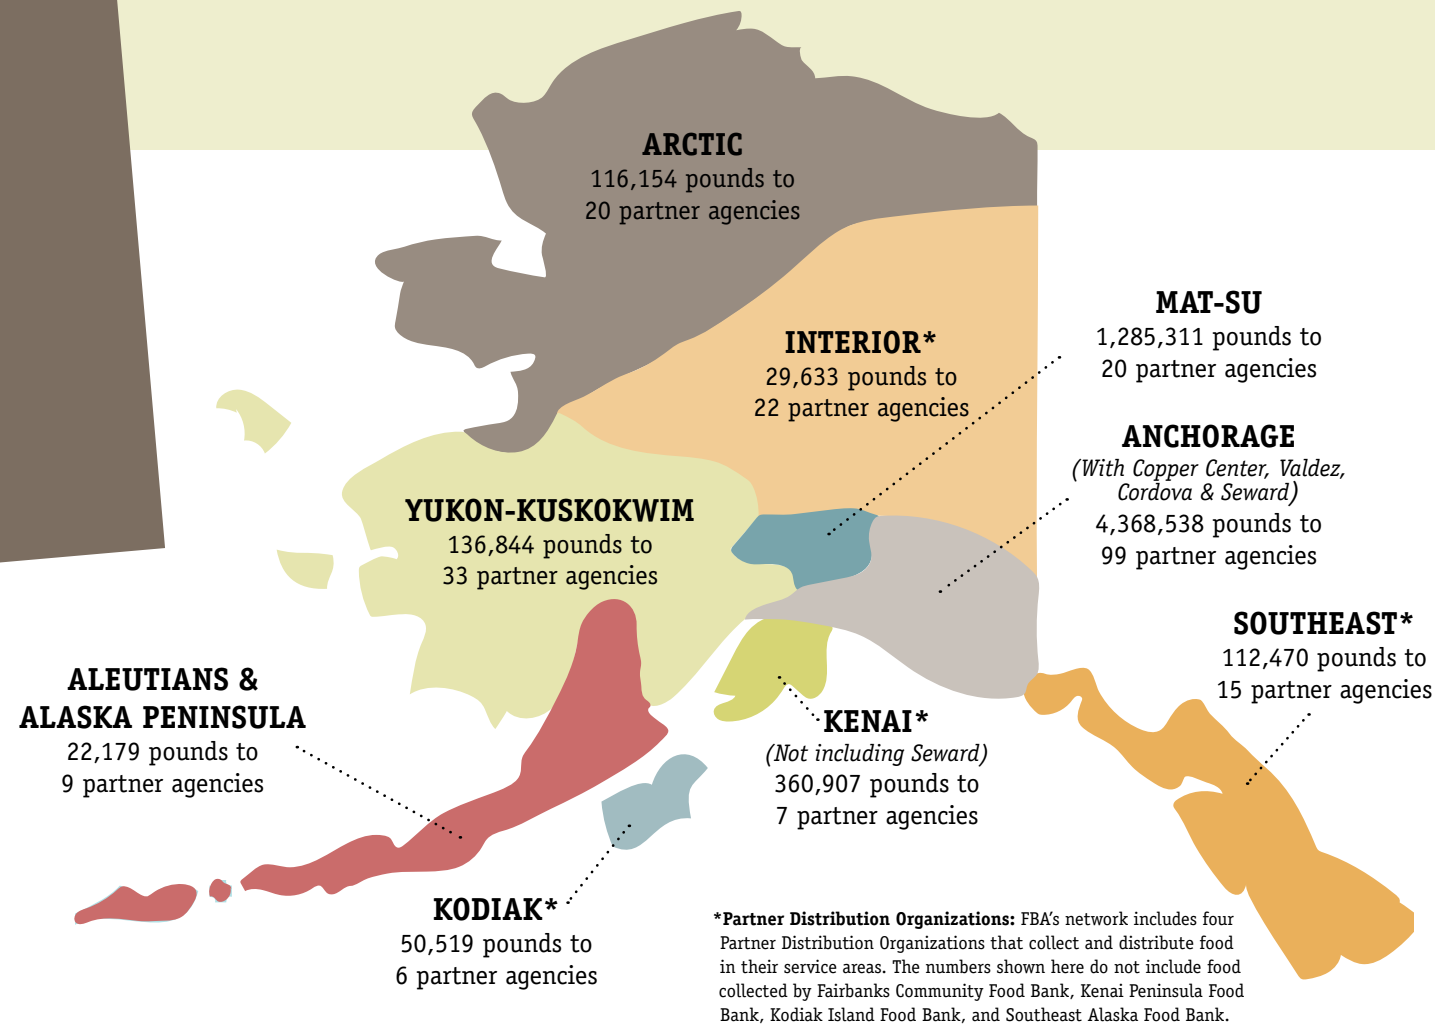 ARCTIC
116,154 pounds to
20 partner agencies
INTERIOR*
29,633 pounds to
22 partner agencies
MAT-SU
1,285,311 pounds to
20 partner agencies
ANCHORAGE
(With Copper Center, Valdez,
Cordova & Seward)
4,368,538 pounds to
99 partner agencies
YUKON-KUSKOKWIM
136,844 pounds to
33 partner agencies
SOUTHEAST*
112,470 pounds to
15 partner agencies
ALEUTIANS &
ALASKA PENINSULA
22,179 pounds to
9 partner agencies
KENAI*
(Not including Seward)
360,907 pounds to
7 partner agencies
KODIAK*
50,519 pounds to
6 partner agencies
*Partner Distribution Organizations: FBA's network includes four
Partner Distribution Organizations that collect and distribute food
in their service areas. The numbers shown here do not include food
collected by Fairbanks Community Food Bank, Kenai Peninsula Food
Bank, Kodiak Island Food Bank, and Southeast Alaska Food Bank.